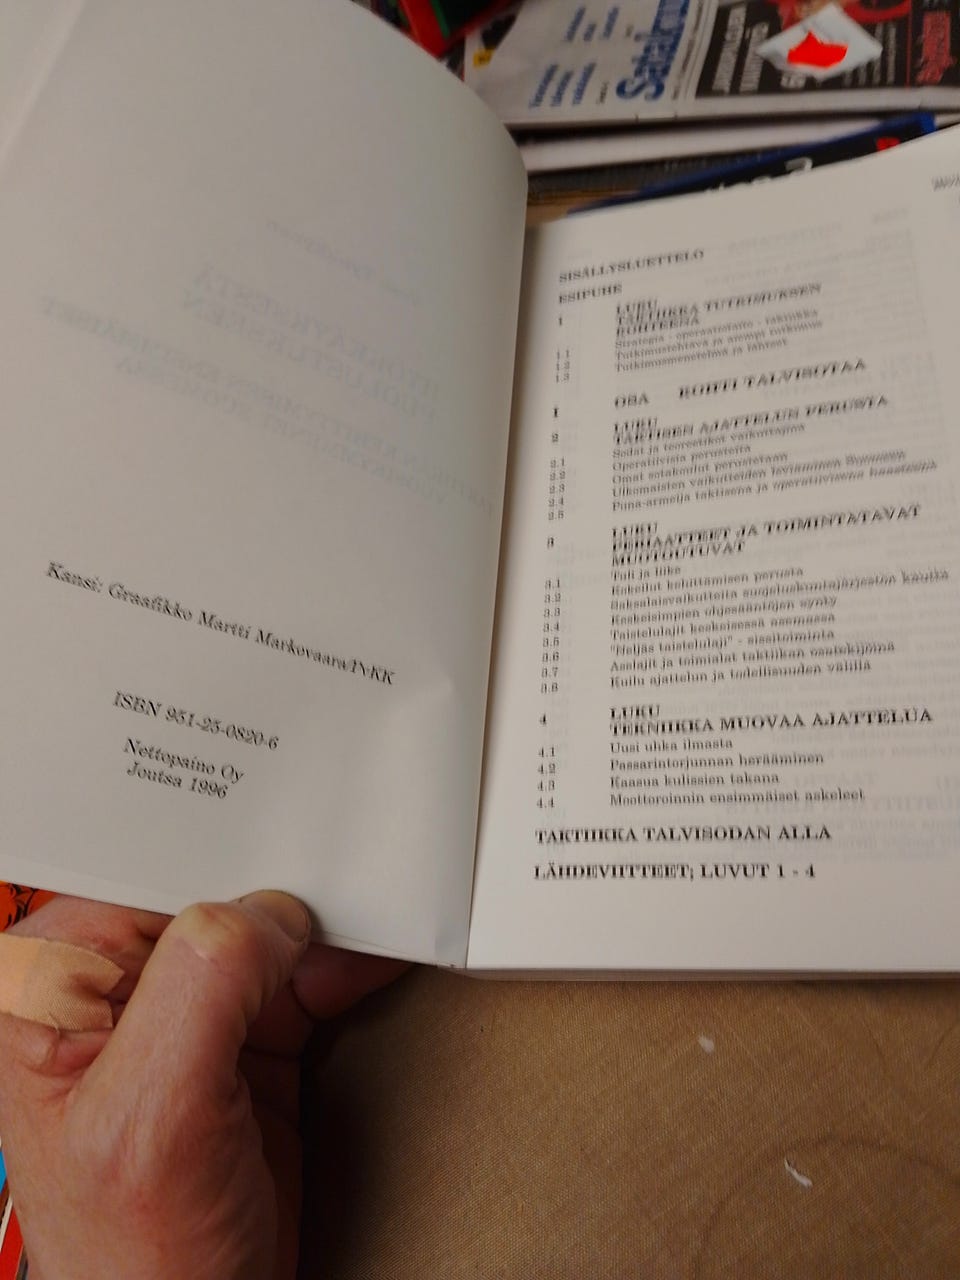 Satakun
Kansi: Graafikko Martti Markovaara/TvKK
ISBN 951-25-0820-6
Nettopaino Oy
Joutsa 1996
SISÄLLYSLUETTELO
ESIPUHE
1 LUKU
TAKTIIKKA TUTKIMUKSEN
KOHTEENA
1.1 Strategia - operaatiotaito - taktiikka
1.2 Tutkimustehtävä ja aiempi tutkimus
1.3 Tutkimusmenetelmä ja lähteet
I OSA KOHTI TALVISOTAA
2 LUKU
TAKTISEN AJATTELUN PERUSTA
2.1 Sodat ja teoreetikot vaikuttajina
2.2 Operatiivisia perusteita
2.3 Omat sotakoulut perustetaan
2.4 Ulkomaisten vaikutteiden leviäminen Suomeen
2.5 Puna-armeija taktisena ja operatiivisena haasteena
3 LUKU
PERIAATTEET JA TOIMINTATAVAT
MUOTOUTUVAT
3.1 Tuli ja liike
3.2 Kokeilut kehittämisen perusta
3.3 Saksalaisvaikutteita suojeluskuntajärjestön kautta
3.4 Keskeisimpien ohjesääntöjen synty
3.5 Taistelulajit keskeisessä asemassa
3.6 "Neljäs taistelulaji" - sissitoiminta
3.7 Aselajit ja toimialat taktiikan osatekijöinä
3.8 Kuilu ajattelun ja todellisuuden välillä
4 LUKU
TEKNIIKKA MUOVAA AJATTELUA
4.1 Uusi uhka ilmasta
4.2 Panssarintorjunnan herääminen
4.3 Kaasua kulissien takana
4.4 Moottoroinnin ensimmäiset askeleet
TAKTIIKKA TALVISODAN ALLA
LÄHDEVIITTEET; LUVUT 1 - 4